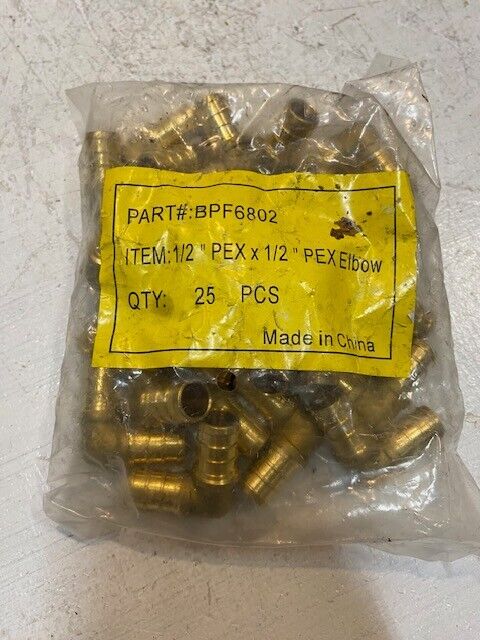 PART#:BPF6802
ITEM:1/2 " PEX x 1/2 " PEX Elbow
QTY: 25 PCS
Made in China